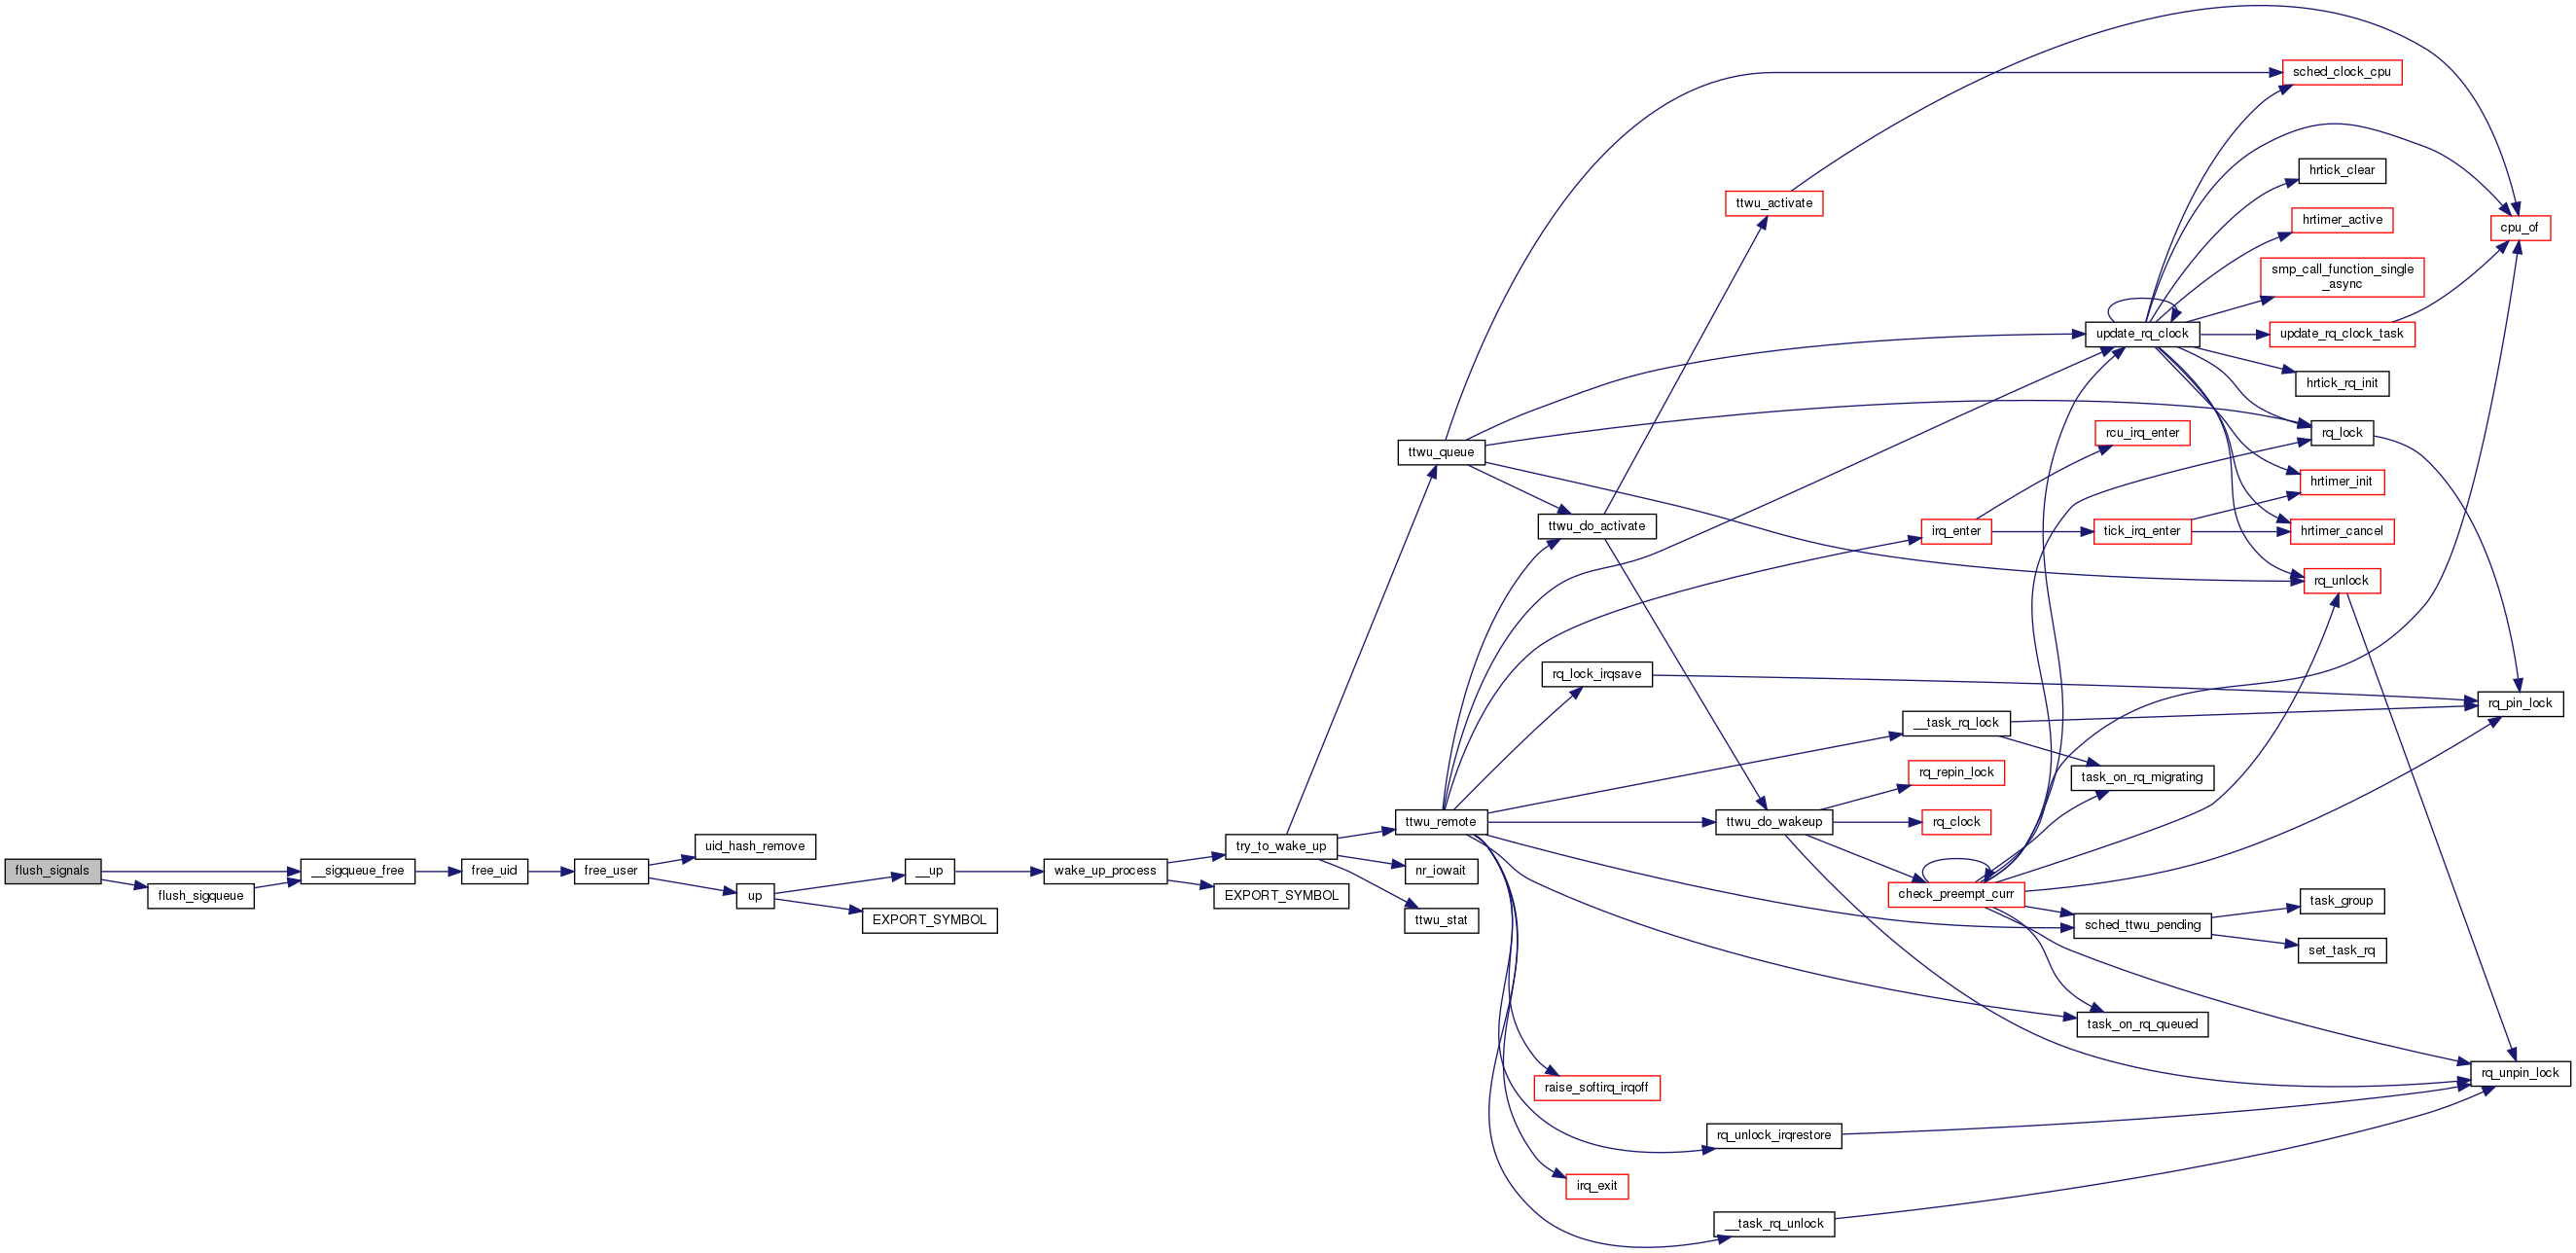 flush_signals
flush_sigqueue
__sigqueue_free
free_uid
free_user
uid_hash_remove
up
__up
EXPORT_SYMBOL
wake_up_process
EXPORT_SYMBOL
try_to_wake_up
ttwu_queue
ttwu_remote
nr_iowait
ttwu_stat
ttwu_do_activate
rq_lock_irqsave
raise_softirq_irqoff
irq_exit
ttwu_activate
ttwu_do_wakeup
rq_unlock_irqrestore
__task_rq_unlock
irq_enter
__task_rq_lock
rq_repin_lock
rq_clock
check_preempt_curr
update_rq_clock
rcu_irq_enter
tick_irq_enter
task_on_rq_migrating
sched_ttwu_pending
task_on_rq_queued
sched_clock_cpu
hrtick_clear
hrtimer_active
smp_call_function_single
_async
update_rq_clock_task
hrtick_rq_init
rq_lock
hrtimer_init
hrtimer_cancel
rq_unlock
task_group
set_task_rq
cpu_of
rq_pin_lock
rq_unpin_lock